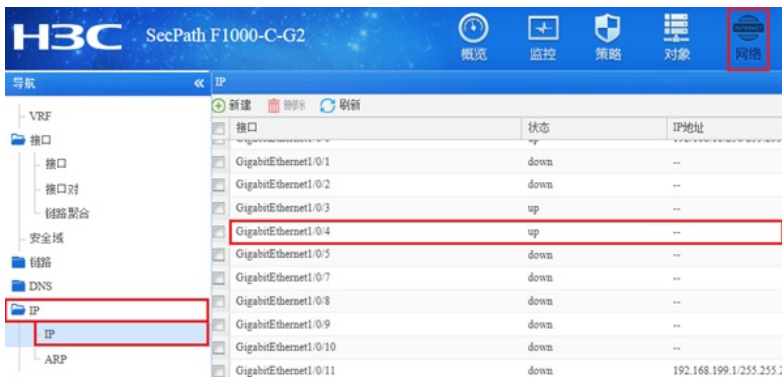 H3C SecPath F1000-C-G2
概览 监控 策略 对象 网络
导航 « IP
新建 删除 刷新
接口 状态 IP地址
GigabitEthernet1/0/1 down --
GigabitEthernet1/0/2 down --
GigabitEthernet1/0/3 up --
GigabitEthernet1/0/4 up --
GigabitEthernet1/0/5 down --
GigabitEthernet1/0/7 down --
GigabitEthernet1/0/8 down --
GigabitEthernet1/0/9 down --
GigabitEthernet1/0/10 down --
GigabitEthernet1/0/11 down 192.168.199.1/255.255.
VRF
接口
接口
接口对
链路聚合
安全域
链路
DNS
IP
IP
ARP